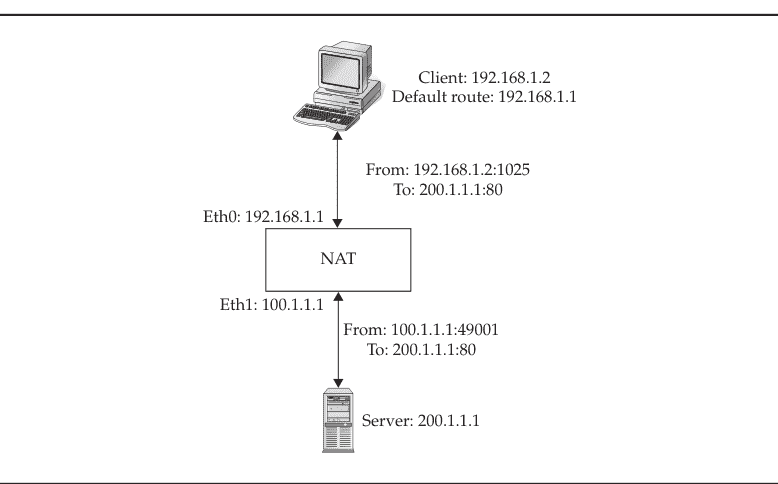 Client: 192.168.1.2
Default route: 192.168.1.1
From: 192.168.1.2:1025
To: 200.1.1.1:80
Eth0: 192.168.1.1
NAT
Eth1: 100.1.1.1
From: 100.1.1.1:49001
To: 200.1.1.1:80
Server: 200.1.1.1